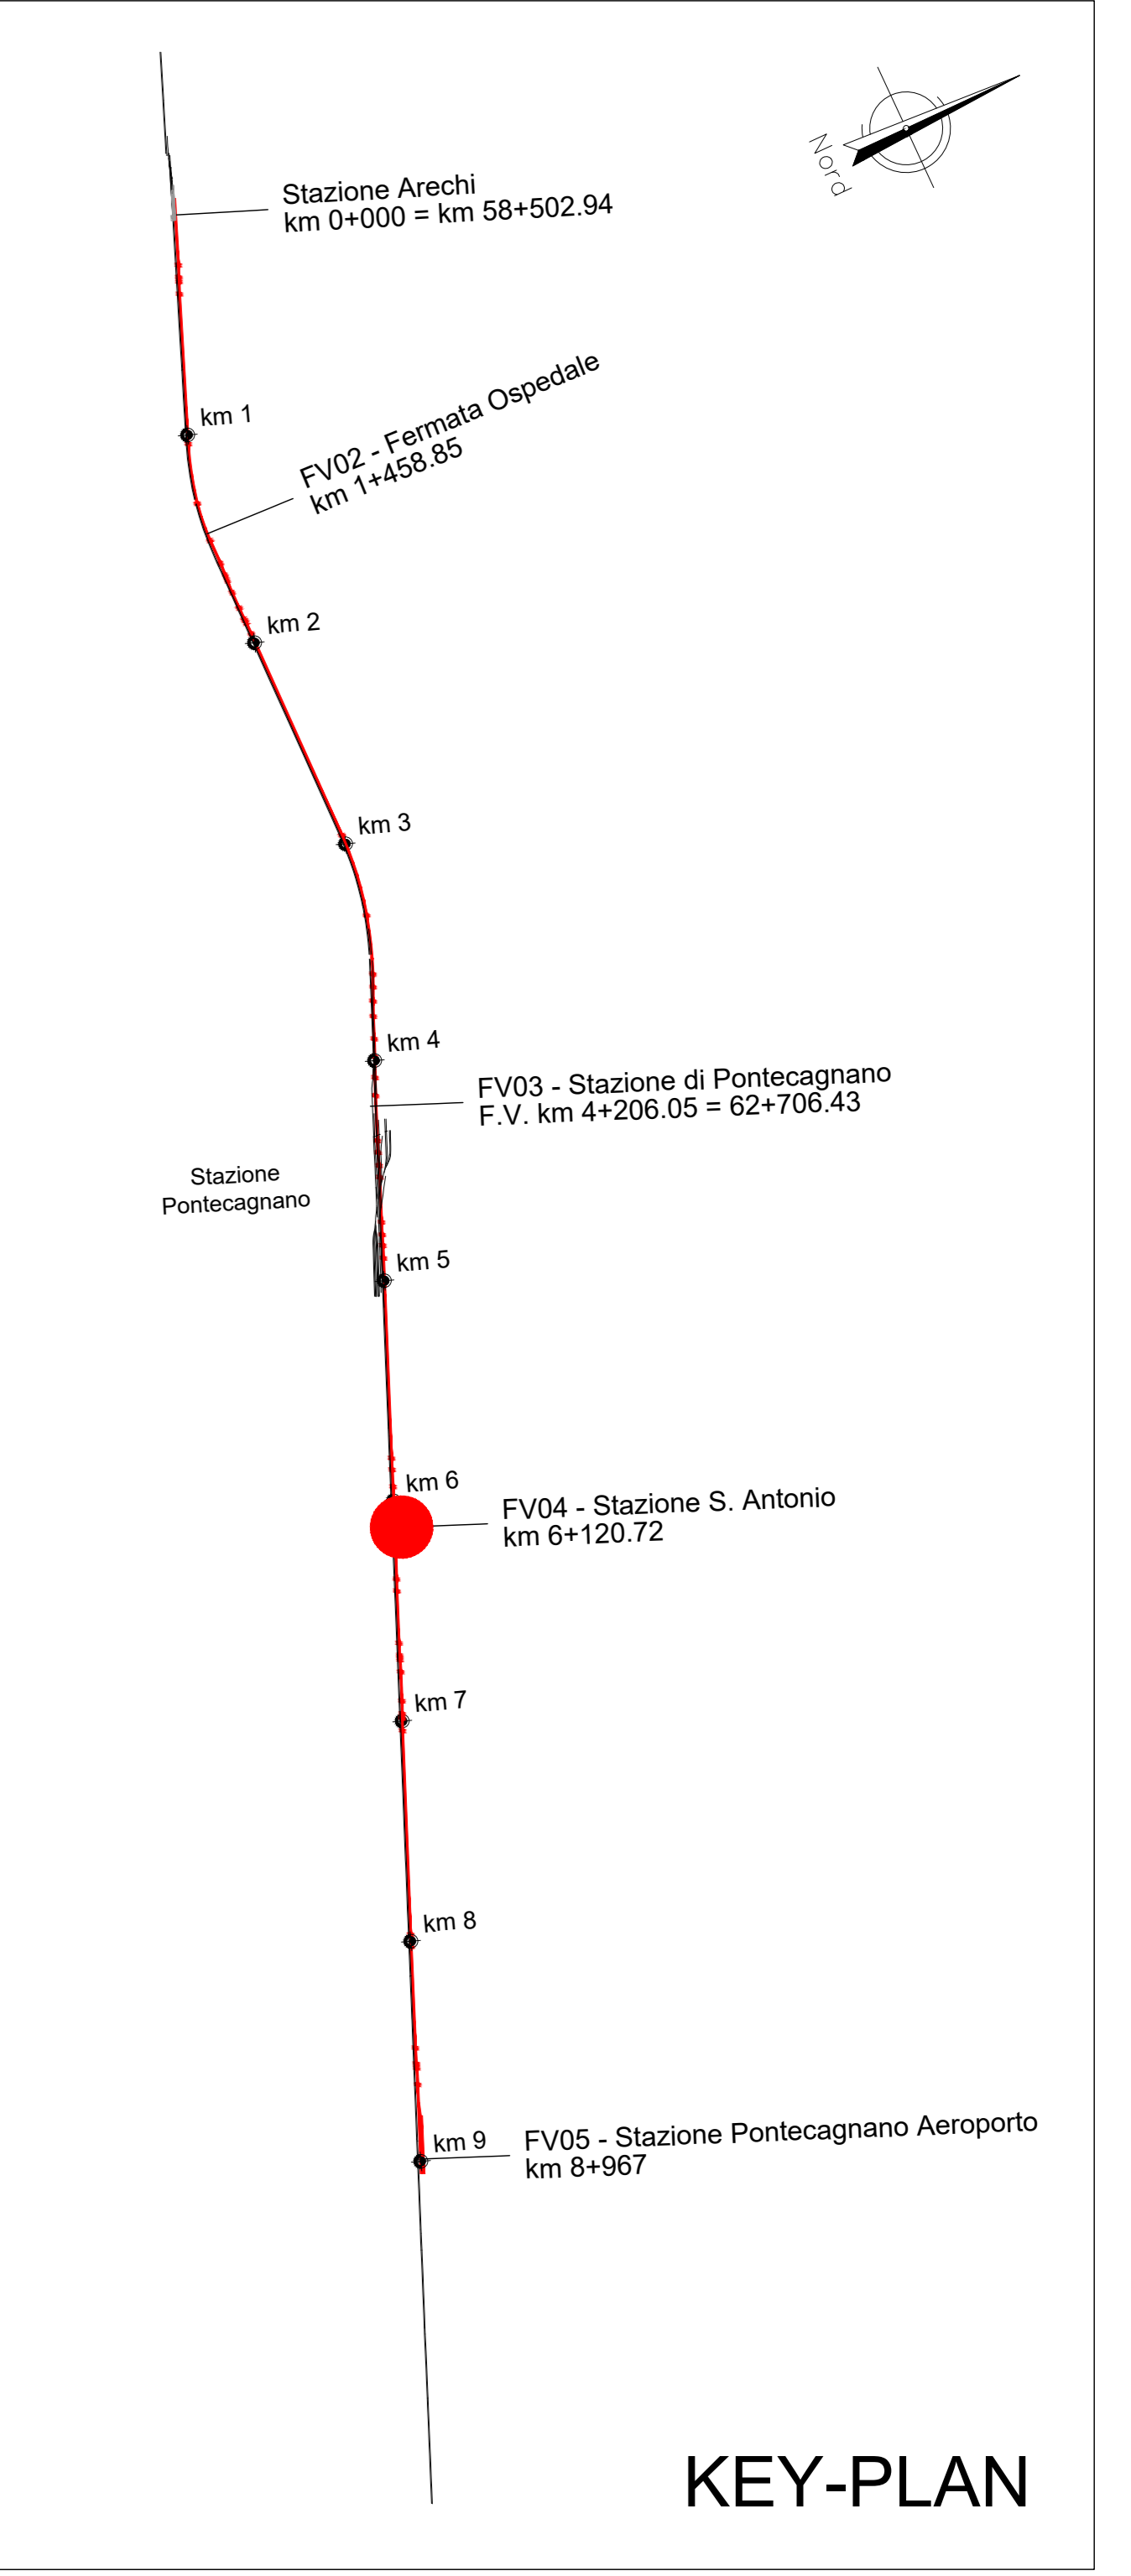 Nord
Stazione Arechi
km 0+000 = km 58+502.94
km 1
FV02 - Fermata Ospedale
km 1+458.85
km 2
km 3
km 4
FV03 - Stazione di Pontecagnano
F.V. km 4+206.05 = 62+706.43
Stazione
Pontecagnano
km 5
km 6
FV04 - Stazione S. Antonio
km 6+120.72
km 7
km 8
km 9
FV05 - Stazione Pontecagnano Aeroporto
km 8+967
KEY-PLAN